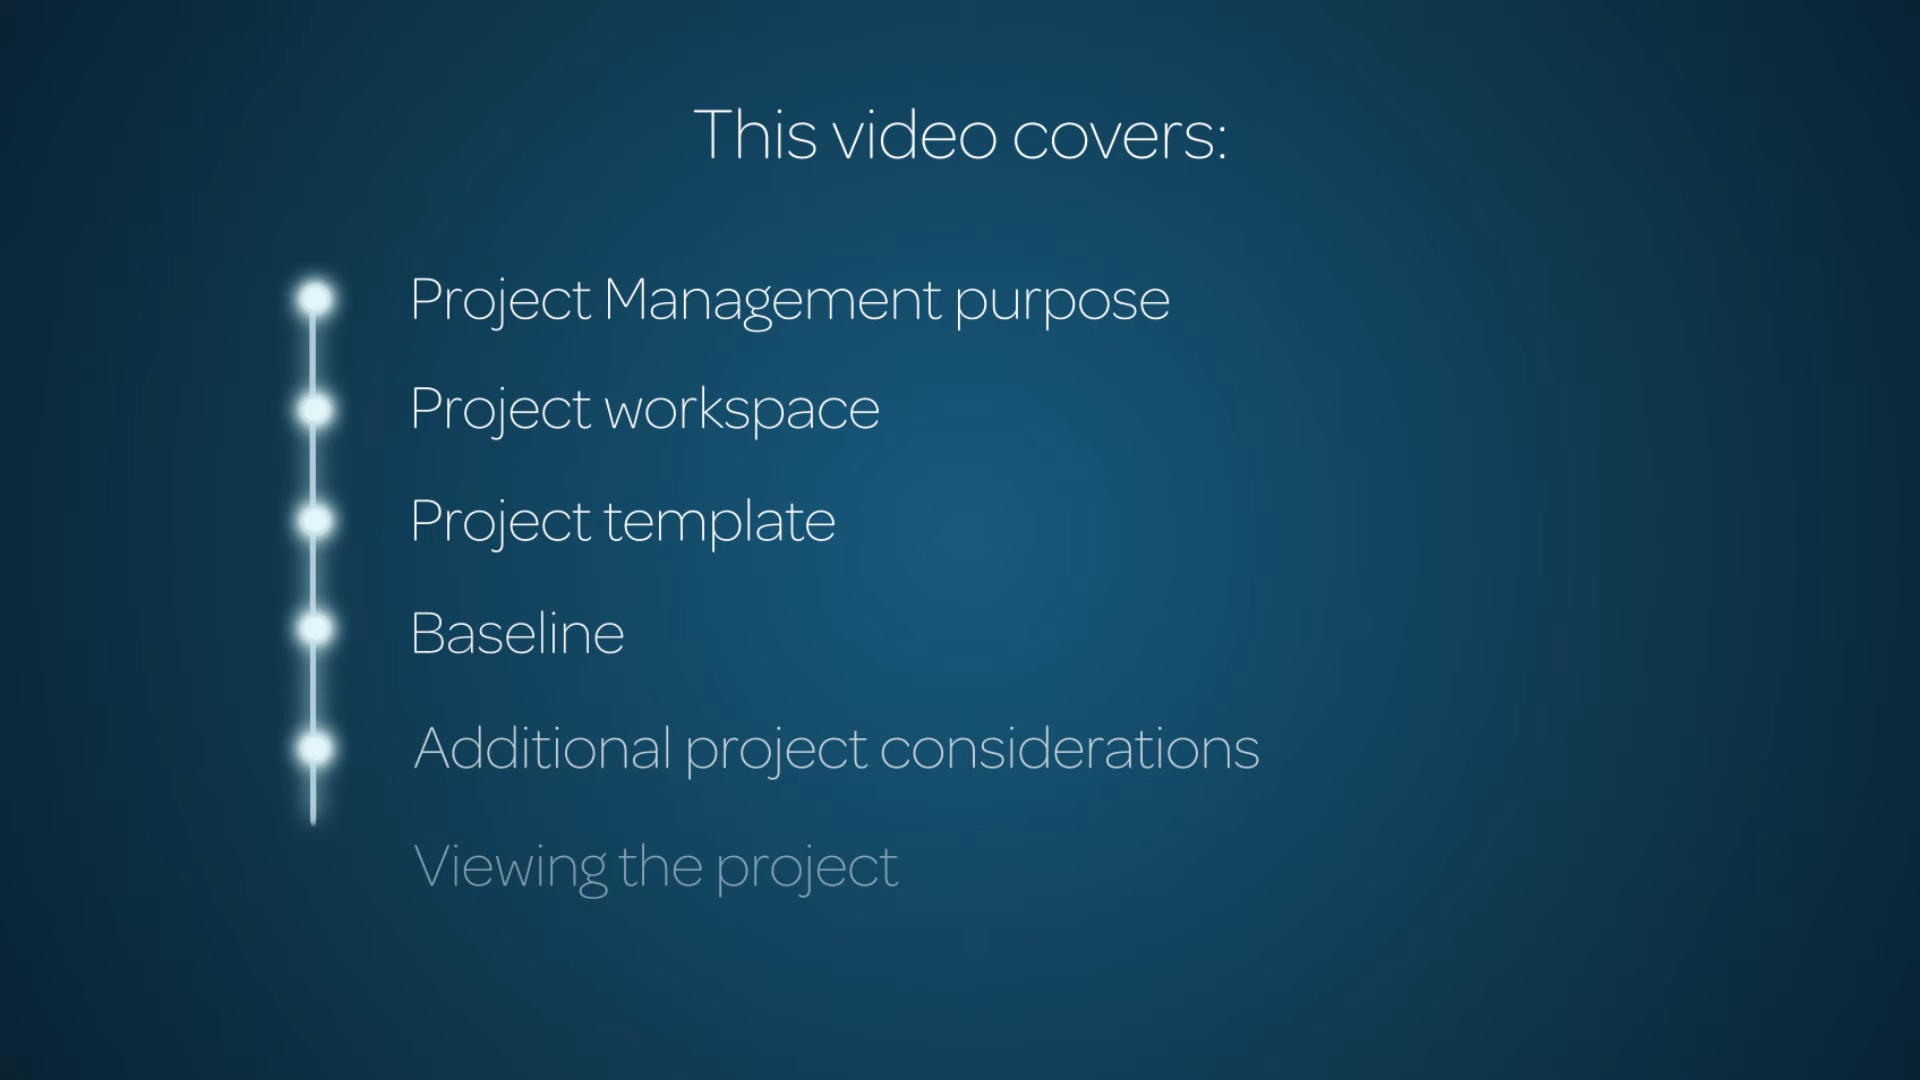 This video covers:
Project Management purpose
Project workspace
Project template
Baseline
Additional project considerations
Viewing the project